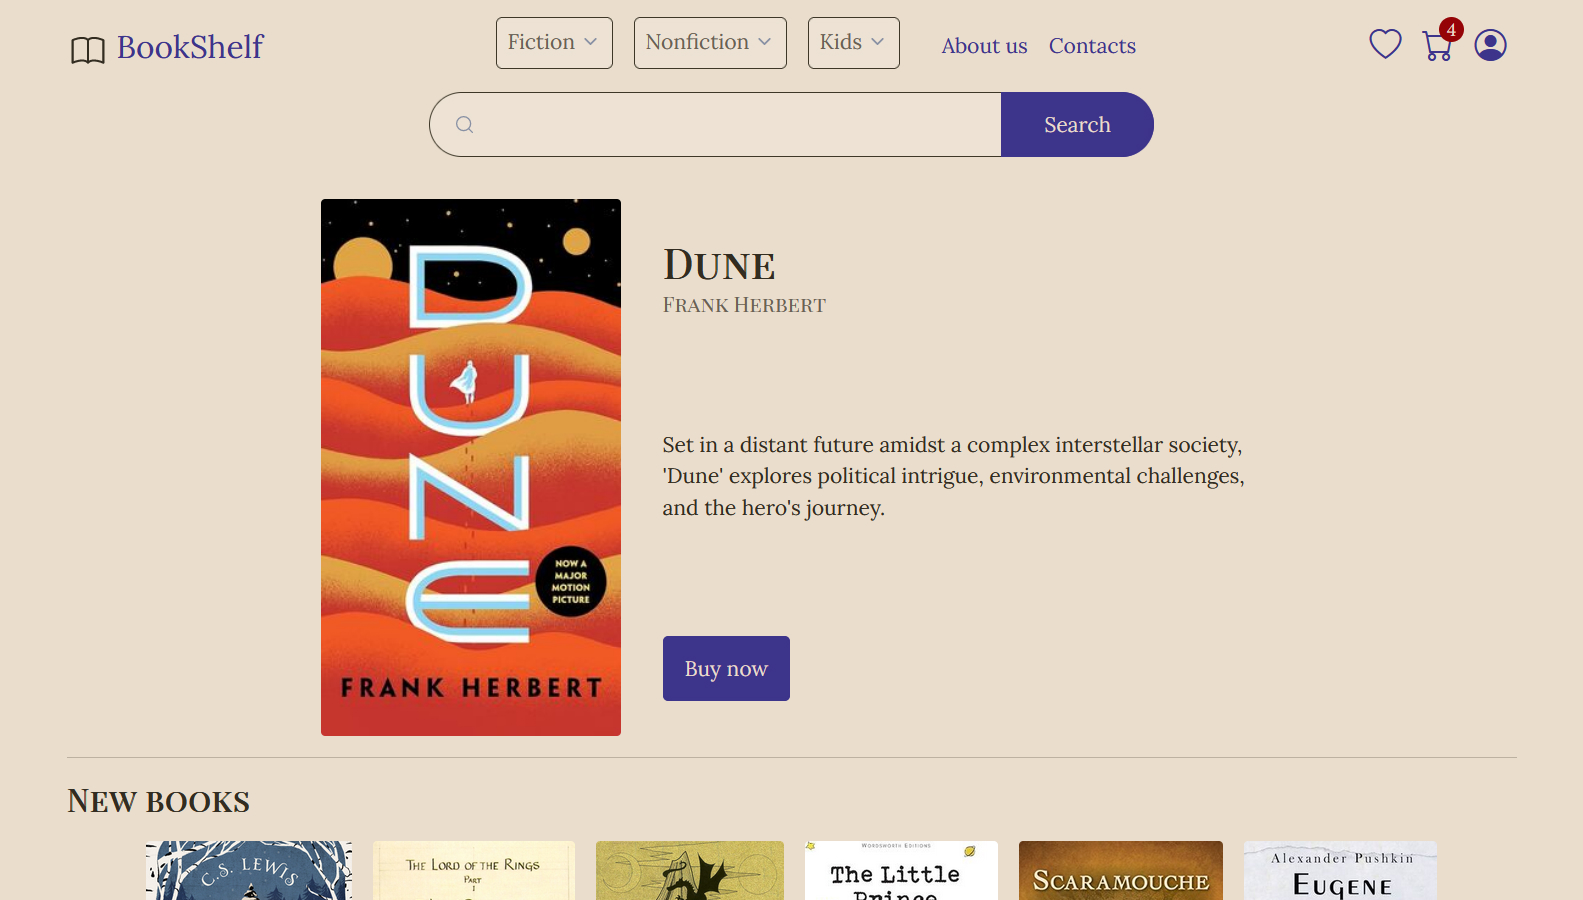 BookShelf
Fiction
Nonfiction
Kids
About us
Contacts
4
Search
DUNE
NOW A
MAJOR
MOTION
PICTURE
FRANK HERBERT
Dune
Frank Herbert
Set in a distant future amidst a complex interstellar society,
'Dune' explores political intrigue, environmental challenges,
and the hero's journey.
Buy now
New books
C.S. LEWIS
THE LORD OF THE RINGS
PART
I
WORDSWORTH EDITIONS
The Little
Prince
SCARAMOUCHE
Alexander Pushkin
EUGENE